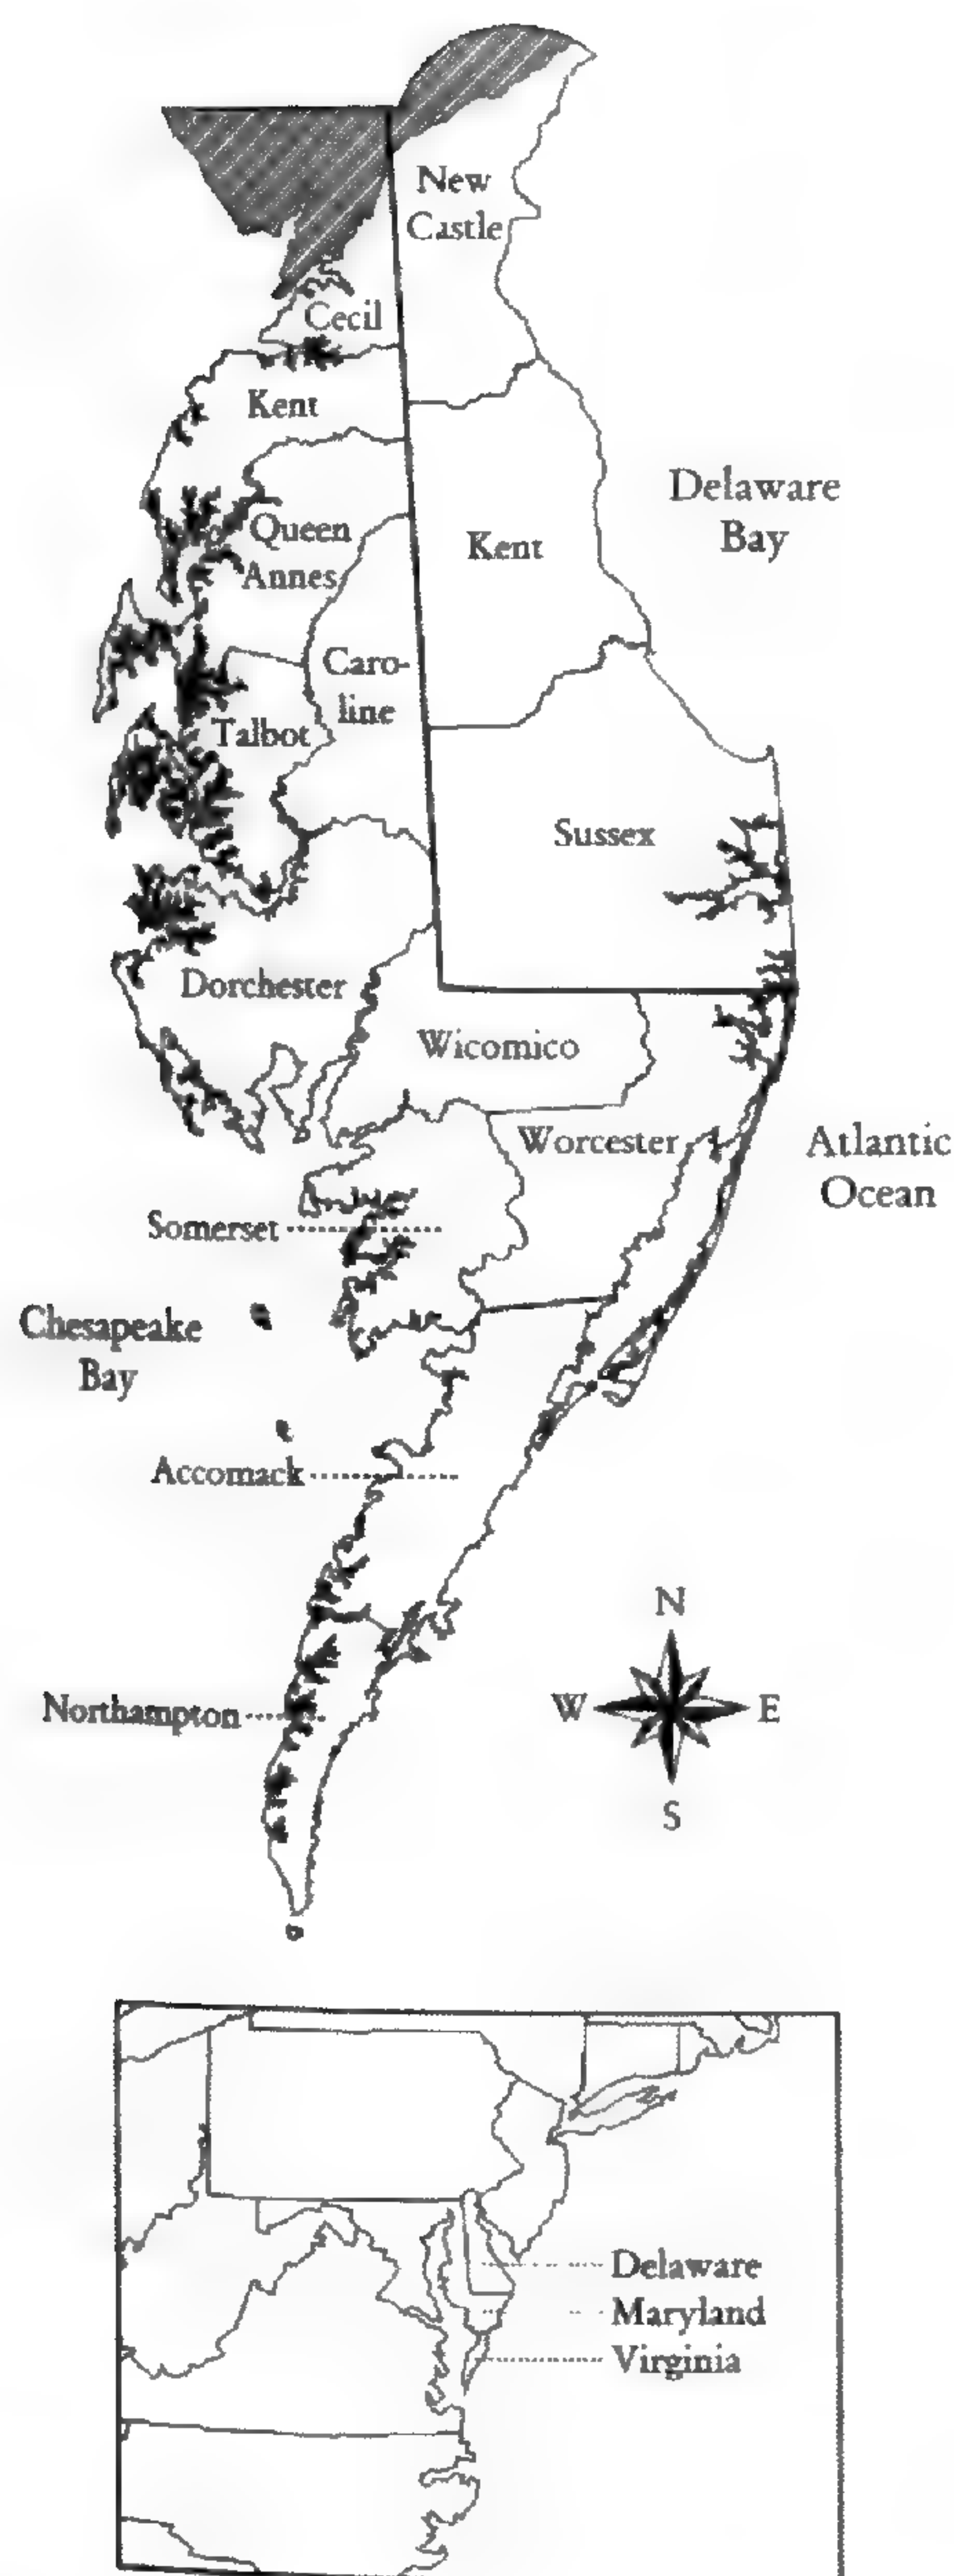 New
Castle
Cecil
Kent
Delaware
Bay
Queen
Annes
Kent
Caro-
line
Talbot
Sussex
Dorchester
Wicomico
Worcester
Atlantic
Ocean
Somerset
Chesapeake
Bay
Accomack
N
W E
S
Northampton
Delaware
Maryland
Virginia